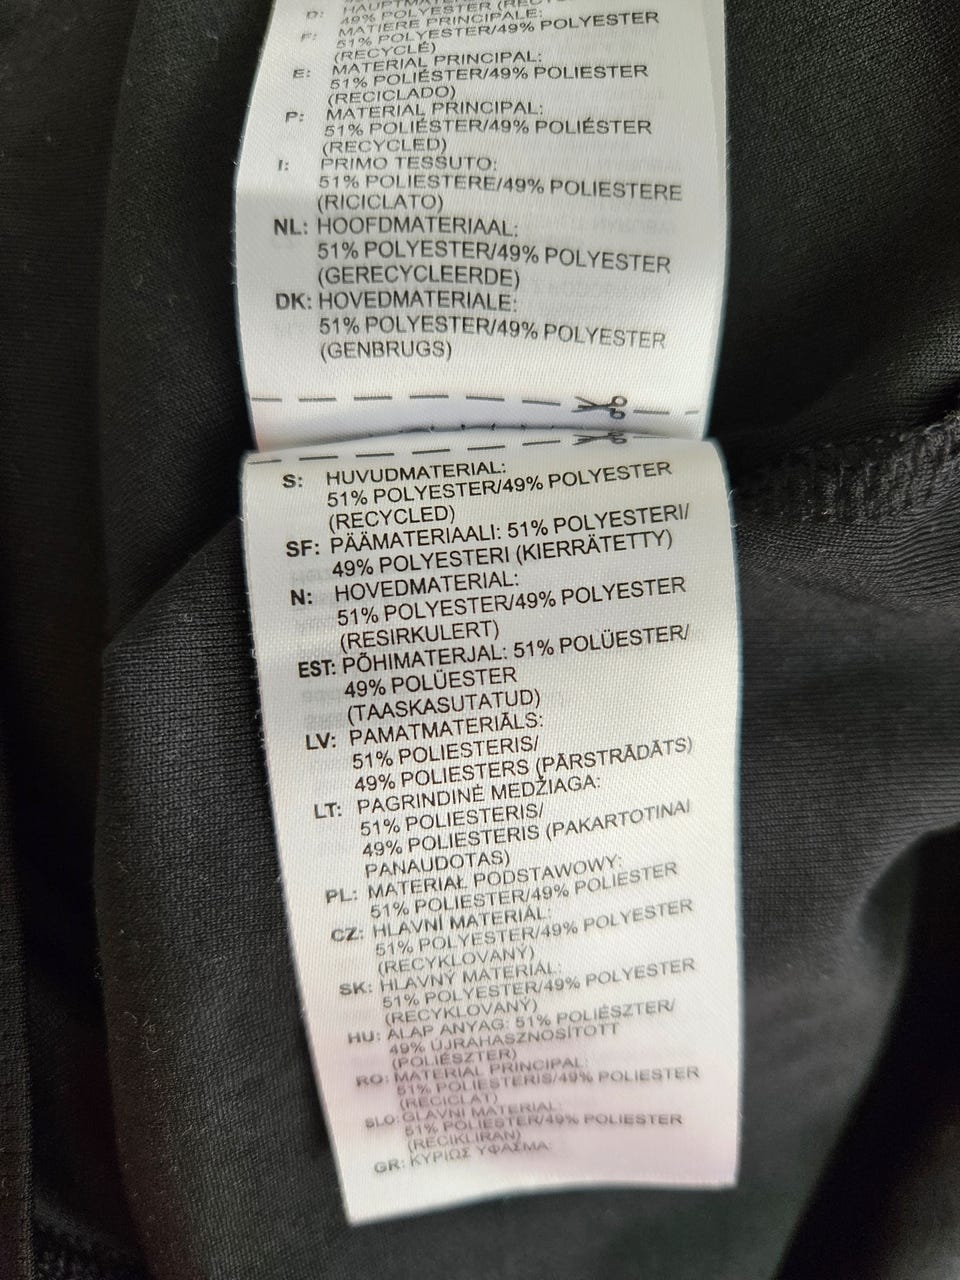 D: HAUPTMATERIAL:
49% POLYESTER
F: MATIERE PRINCIPALE:
51% POLYESTER/49% POLYESTER
(RECYCLÉ)
E: MATERIAL PRINCIPAL:
51% POLIÉSTER/49% POLIESTER
(RECICLADO)
P: MATERIAL PRINCIPAL:
51% POLIÉSTER/49% POLIÉSTER
(RECYCLED)
I: PRIMO TESSUTO:
51% POLIESTERE/49% POLIESTERE
(RICICLATO)
NL: HOOFDMATERIAAL:
51% POLYESTER/49% POLYESTER
(GERECYCLEERDE)
DK: HOVEDMATERIALE:
51% POLYESTER/49% POLYESTER
(GENBRUGS)
S: HUVUDMATERIAL:
51% POLYESTER/49% POLYESTER
(RECYCLED)
SF: PÄÄMATERIAALI: 51% POLYESTERI/
49% POLYESTERI (KIERRÄTETTY)
N: HOVEDMATERIAL:
51% POLYESTER/49% POLYESTER
(RESIRKULERT)
EST: PÕHIMATERJAL: 51% POLÜESTER/
49% POLÜESTER
(TAASKASUTATUD)
LV: PAMATMATERIĀLS:
51% POLIESTERIS/
49% POLIESTERS (PĀRSTRĀDĀTS)
LT: PAGRINDINĖ MEDŽIAGA:
51% POLIESTERIS/
49% POLIESTERIS (PAKARTOTINAI
PANAUDOTAS)
PL: MATERIAŁ PODSTAWOWY:
51% POLIESTER/49% POLIESTER
CZ: HLAVNÍ MATERIÁL:
51% POLYESTER/49% POLYESTER
(RECYKLOVANÝ)
SK: HLAVNÝ MATERIÁL:
51% POLYESTER/49% POLYESTER
(RECYKLOVANÝ)
HU: ALAP ANYAG: 51% POLIÉSZTER/
49% ÚJRAHASZNOSÍTOTT
(POLIÉSZTER)
RO: MATERIAL PRINCIPAL:
51% POLIESTERIS/49% POLIESTER
(RECICLAT)
SLO: GLAVNI MATERIAL:
51% POLIESTER/49% POLIESTER
(RECIKLIRAN)
GR: ΚΥΡΙΩΣ ΥΦΑΣΜΑ: